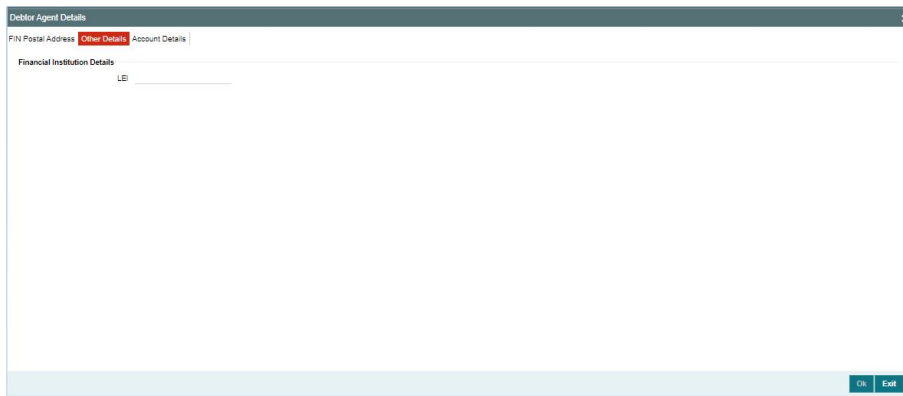 Debtor Agent Details
FIN Postal Address Other Details Account Details
Financial Institution Details
LEI
Ok Exit